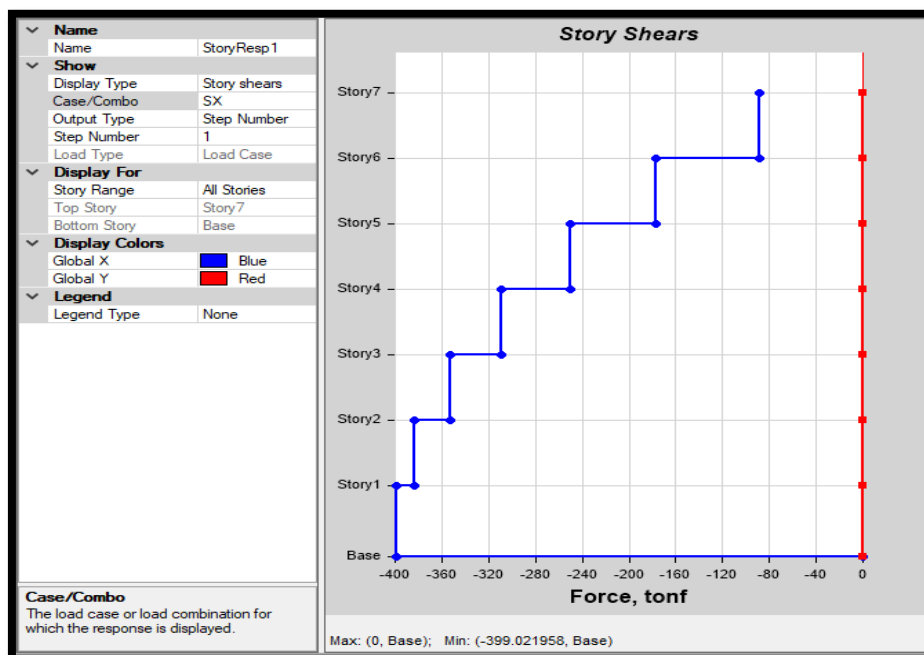 Name
Name StoryResp1
Show
Display Type Story shears
Case/Combo SX
Output Type Step Number
Step Number 1
Load Type Load Case
Display For
Story Range All Stories
Top Story Story7
Bottom Story Base
Display Colors
Global X Blue
Global Y Red
Legend
Legend Type None
Case/Combo
The load case or load combination for
which the response is displayed.
Story Shears
Story7
Story6
Story5
Story4
Story3
Story2
Story1
Base
-400 -360 -320 -280 -240 -200 -160 -120 -80 -40 0
Force, tonf
Max: (0, Base); Min: (-399.021958, Base)